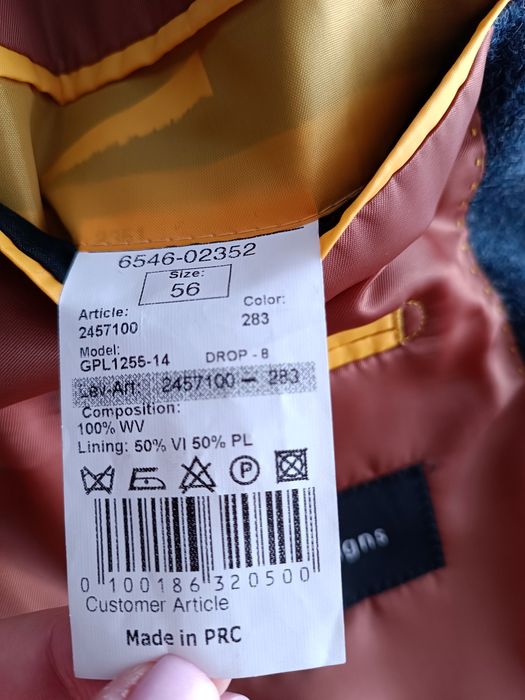 6546-02352
Size:
56
Article:
2457100
Color:
283
Model:
GPL1255-14 DROP - 8
Lev-Art: 2457100 — 283
Composition:
100% WV
Lining: 50% VI 50% PL
P
0 100186 320500
Customer Article
Made in PRC
igns